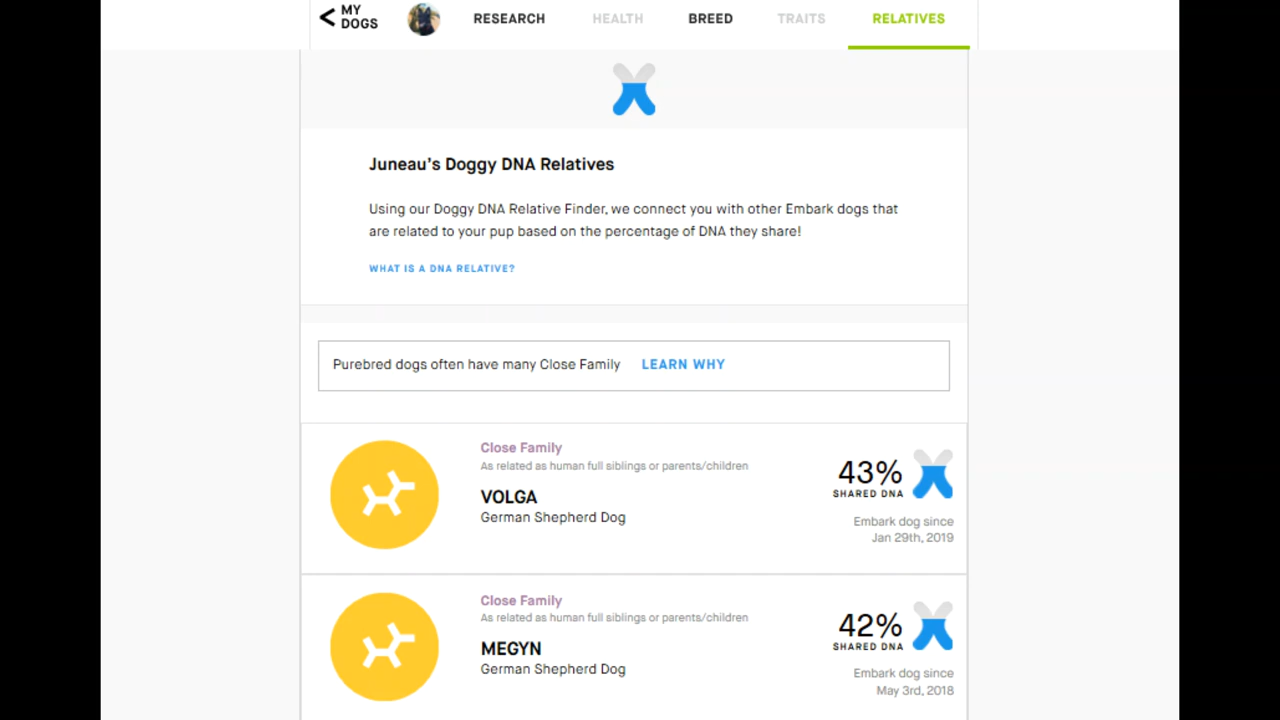 MY DOGS
RESEARCH
HEALTH
BREED
TRAITS
RELATIVES
Juneau's Doggy DNA Relatives
Using our Doggy DNA Relative Finder, we connect you with other Embark dogs that
are related to your pup based on the percentage of DNA they share!
WHAT IS A DNA RELATIVE?
Purebred dogs often have many Close Family LEARN WHY
Close Family
As related as human full siblings or parents/children
VOLGA
German Shepherd Dog
43%
SHARED DNA
Embark dog since
Jan 29th, 2019
Close Family
As related as human full siblings or parents/children
MEGYN
German Shepherd Dog
42%
SHARED DNA
Embark dog since
May 3rd, 2018